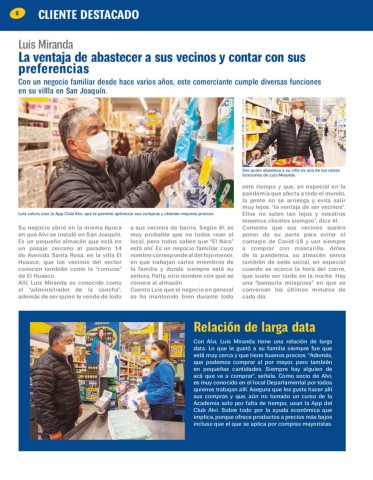 6
CLIENTE DESTACADO
Luis Miranda
La ventaja de abastecer a sus vecinos y contar con sus
preferencias
Con un negocio familiar desde hace varios años, este comerciante cumple diversas funciones
en su villa en San Joaquín.
Luis valora usar la App Club Alvi, que le permite optimizar sus compras y obtener mejores precios.
Ser quien abastece a su villa es una de las varias
funciones de Luis Miranda.
Su negocio abrió en la misma época
en que Alvi se instaló en San Joaquín.
Es un pequeño almacén que está en
un pasaje cercano al paradero 14
de Avenida Santa Rosa, en la villa El
Huasco, que los vecinos del sector
conocen también como la "comuna"
de El Huasco.
Allí, Luis Miranda es conocido como
el "administrador de la cancha",
además de ser quien le vende de todo
a sus vecinos de barrio. Según él, es
muy probable que no todos vean el
local, pero todos saben que "El Nico"
está ahí. Es un negocio familiar, cuyo
nombre corresponde al del hijo menor,
en que trabajan varios miembros de
la familia y donde siempre está su
señora, Patty, otro nombre con que se
conoce al almacén.
Cuenta Luis que el negocio en general
se ha mantenido bien durante todo
este tiempo y que, en especial en la
pandemia que afecta a todo el mundo,
la gente no se arriesga y evita salir
muy lejos. "la ventaja de ser vecinos".
Ellos no salen tan lejos y nosotros
tenemos clientes siempre", dice él.
Comenta que sus vecinos suelen
respetar todo para evitar el
contagio de Covid-19 y van siempre
a comprar con mascarilla. Antes
de la pandemia, su almacén servía
también de sede social, en especial
cuando se acerca la hora del cierre,
que suele ser tarde en la noche. Hay
una "banquita milagrosa" en que se
conversan los últimos minutos de
cada día.
Relación de larga data
Con Alvi, Luis Miranda tiene una relación de larga
data. Lo que le gustó a su familia siempre fue que
está muy cerca y que tiene buenos precios. "Además,
que podemos comprar al por mayor, pero también
en pequeñas cantidades. Siempre hay alguien de
acá que va a comprar", señala. Como socio de Alvi,
es muy conocido en el local Departamental por todos
quienes trabajan allí. Asegura que les gusta hacer allí
sus compras y que, aún no tomado un curso de la
Academia solo por falta de tiempo, usar la App del
Club Alvi. Sobre todo por la ayuda económica que
implica, porque ofrece productos a precios más bajos
incluso que el que se aplica por compras mayoristas.